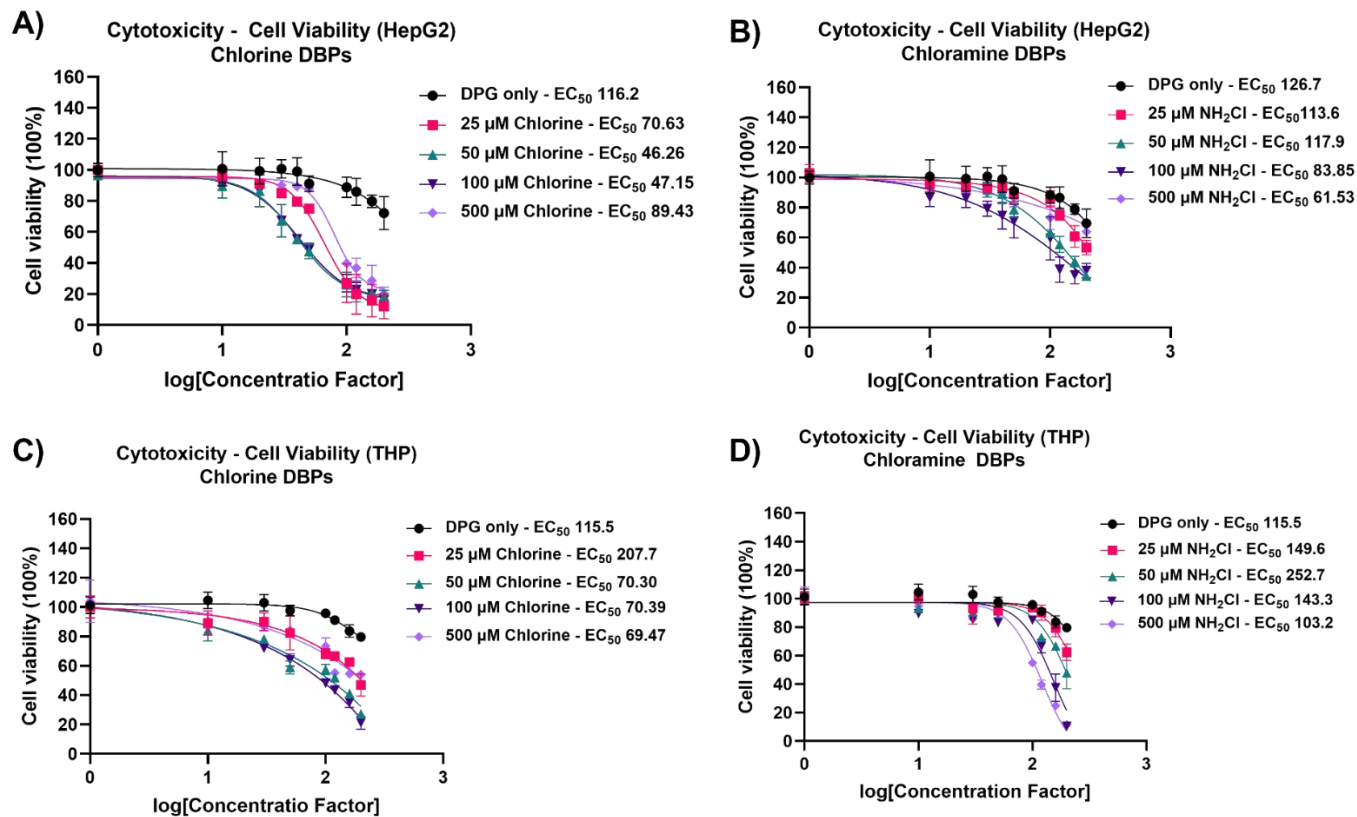 A)
Cytotoxicity - Cell Viability (HepG2)
Chlorine DBPs
160
140
120
100
80
60
40
20
0
Cell viability (100%)
0
1
2
3
log[Concentratio Factor]
DPG only - EC₅₀ 116.2
25 µM Chlorine - EC₅₀ 70.63
50 µM Chlorine - EC₅₀ 46.26
100 µM Chlorine - EC₅₀ 47.15
500 µM Chlorine - EC₅₀ 89.43
B)
Cytotoxicity - Cell Viability (HepG2)
Chloramine DBPs
160
140
120
100
80
60
40
20
0
Cell viability (100%)
0
1
2
3
log[Concentration Factor]
DPG only - EC₅₀ 126.7
25 µM NH₂Cl - EC₅₀113.6
50 µM NH₂Cl - EC₅₀ 117.9
100 µM NH₂Cl - EC₅₀ 83.85
500 µM NH₂Cl - EC₅₀ 61.53
C)
Cytotoxicity - Cell Viability (THP)
Chlorine DBPs
160
140
120
100
80
60
40
20
0
Cell viability (100%)
0
1
2
3
log[Concentratio Factor]
DPG only - EC₅₀ 115.5
25 µM Chlorine - EC₅₀ 207.7
50 µM Chlorine - EC₅₀ 70.30
100 µM Chlorine - EC₅₀ 70.39
500 µM Chlorine - EC₅₀ 69.47
D)
Cytotoxicity - Cell Viability (THP)
Chloramine DBPs
160
140
120
100
80
60
40
20
0
Cell viability (100%)
0
1
2
3
log[Concentration Factor]
DPG only - EC₅₀ 115.5
25 µM NH₂Cl - EC₅₀ 149.6
50 µM NH₂Cl - EC₅₀ 252.7
100 µM NH₂Cl - EC₅₀ 143.3
500 µM NH₂Cl - EC₅₀ 103.2